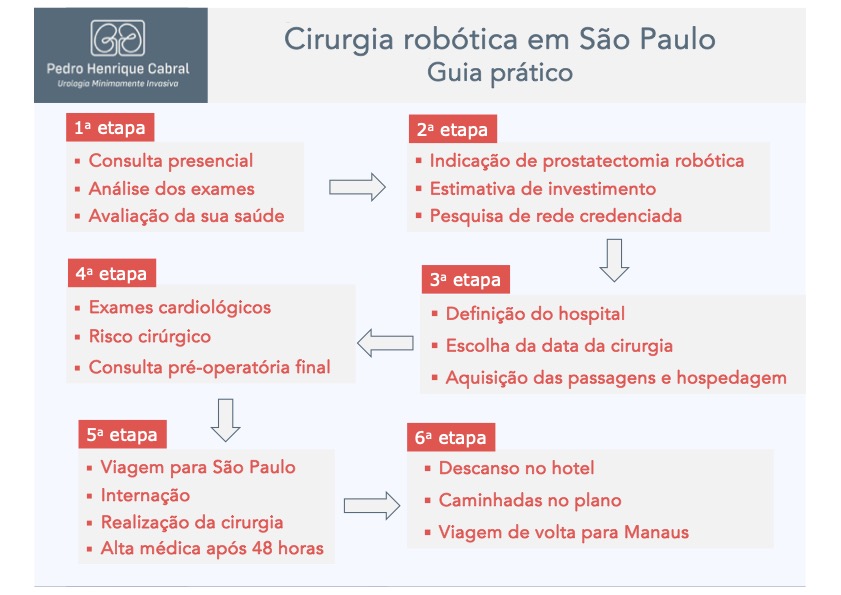 Pedro Henrique Cabral
Urologia Minimamente Invasiva
Cirurgia robótica em São Paulo
Guia prático
1ª etapa
▪ Consulta presencial
▪ Análise dos exames
▪ Avaliação da sua saúde
2ª etapa
▪ Indicação de prostatectomia robótica
▪ Estimativa de investimento
▪ Pesquisa de rede credenciada
3ª etapa
▪ Definição do hospital
▪ Escolha da data da cirurgia
▪ Aquisição das passagens e hospedagem
4ª etapa
▪ Exames cardiológicos
▪ Risco cirúrgico
▪ Consulta pré-operatória final
5ª etapa
▪ Viagem para São Paulo
▪ Internação
▪ Realização da cirurgia
▪ Alta médica após 48 horas
6ª etapa
▪ Descanso no hotel
▪ Caminhadas no plano
▪ Viagem de volta para Manaus